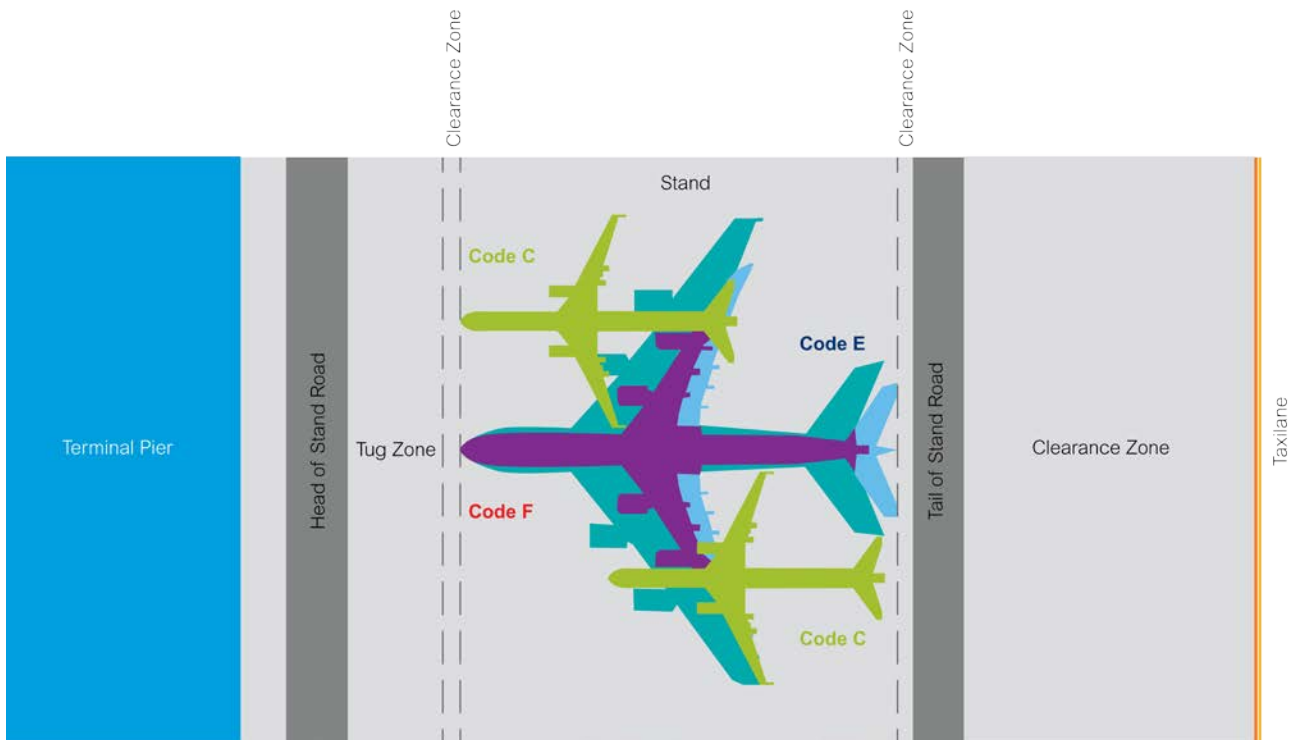 Clearance Zone
Clearance Zone
Stand
Code C
Code E
Terminal Pier
Head of Stand Road
Tug Zone
Tail of Stand Road
Clearance Zone
Taxilane
Code F
Code C